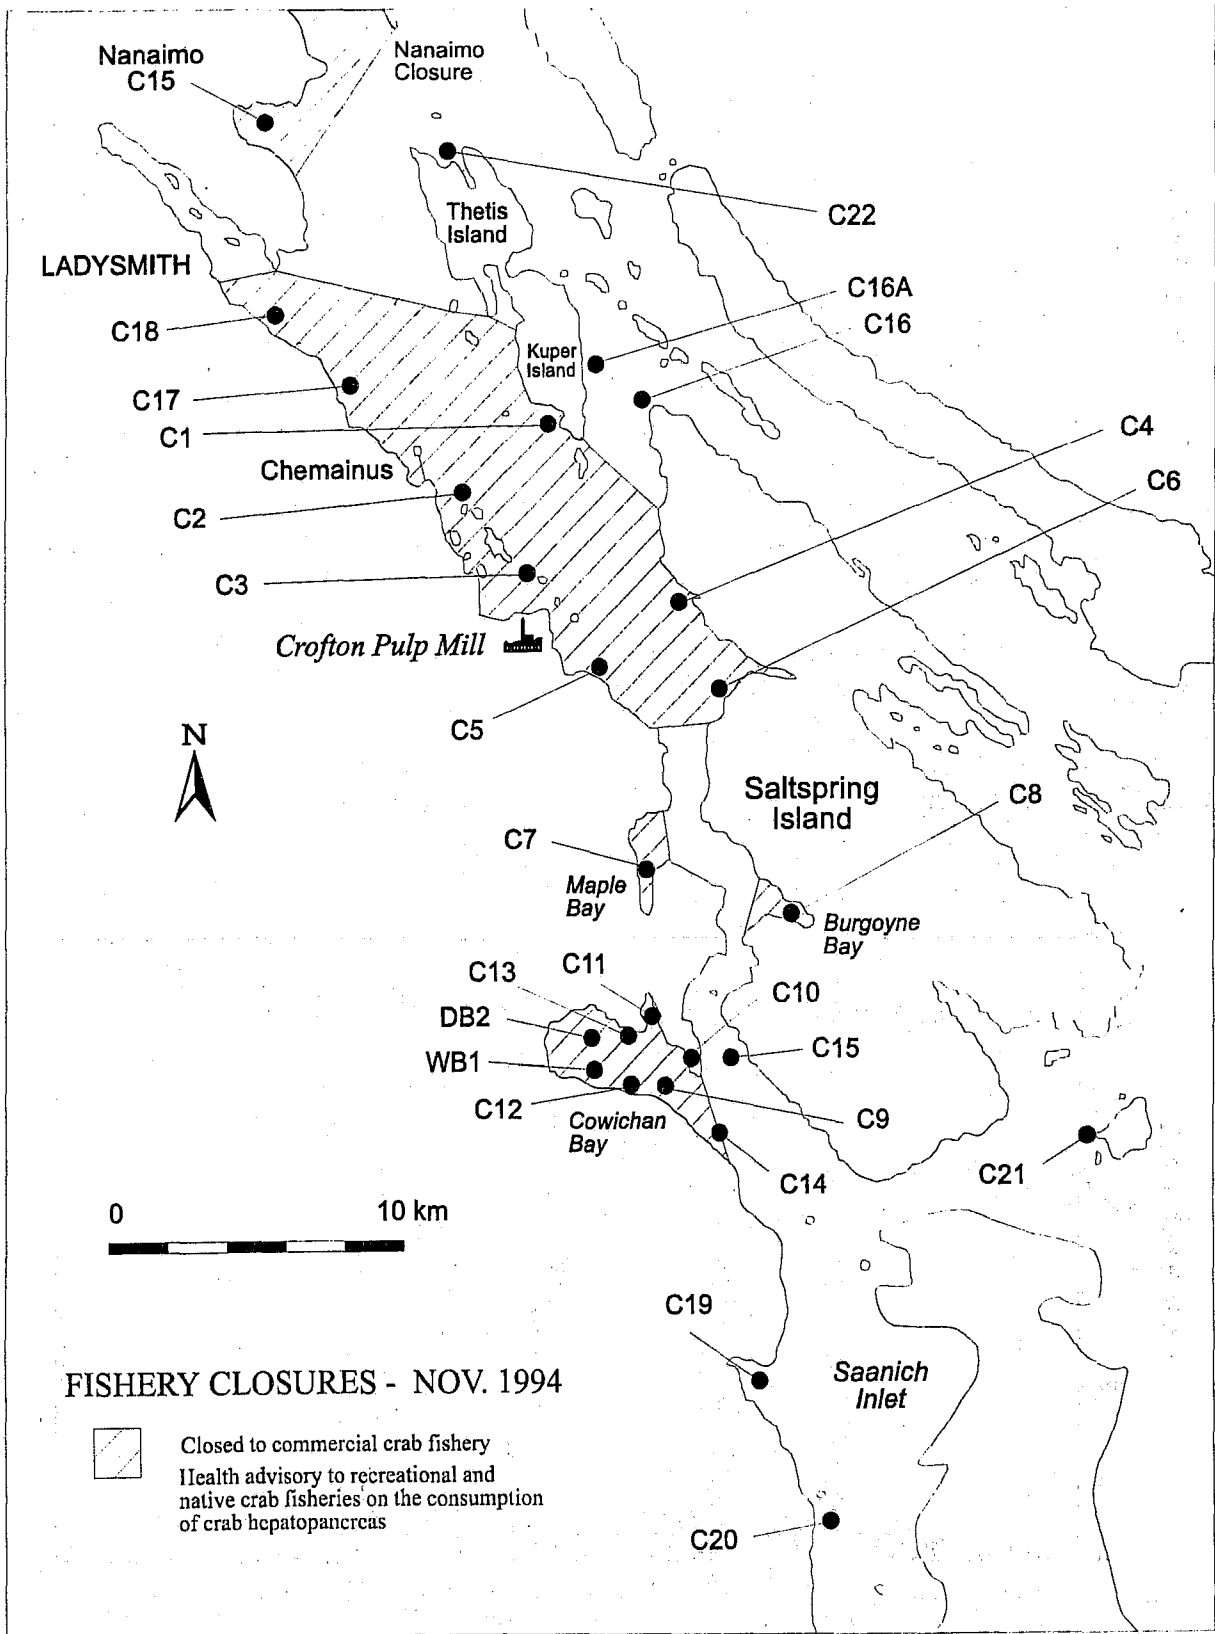 Nanaimo
C15
Nanaimo
Closure
C22
Thetis
Island
LADYSMITH
C16A
C16
C18
Kuper
Island
C17
C1
C4
Chemainus
C6
C2
C3
Crofton Pulp Mill
C5
N
Saltspring
Island
C8
C7
Maple
Bay
Burgoyne
Bay
C11
C13
C10
DB2
C15
WB1
C12
C9
Cowichan
Bay
C14
C21
0 10 km
C19
Saanich
Inlet
FISHERY CLOSURES - NOV. 1994
Closed to commercial crab fishery
Health advisory to recreational and
native crab fisheries on the consumption
of crab hepatopancreas
C20